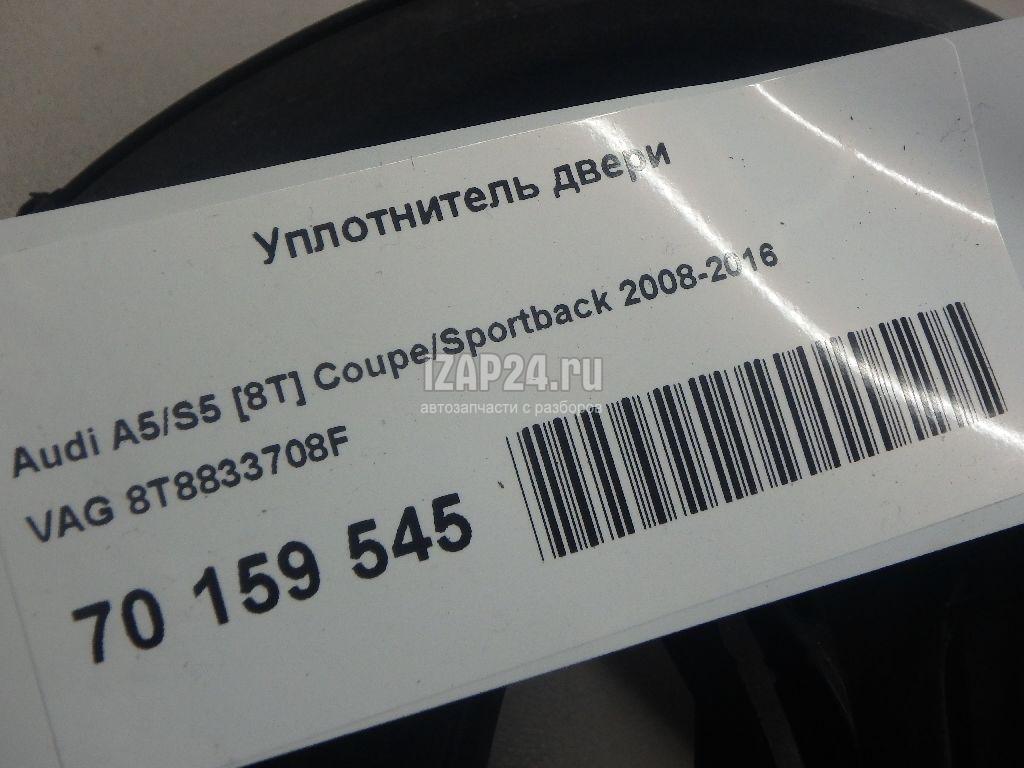 Уплотнитель двери
Audi A5/S5 [8T] Coupe/Sportback 2008-2016
IZAP24.ru
автозапчасти с разборов
VAG 8T8833708F
70 159 545